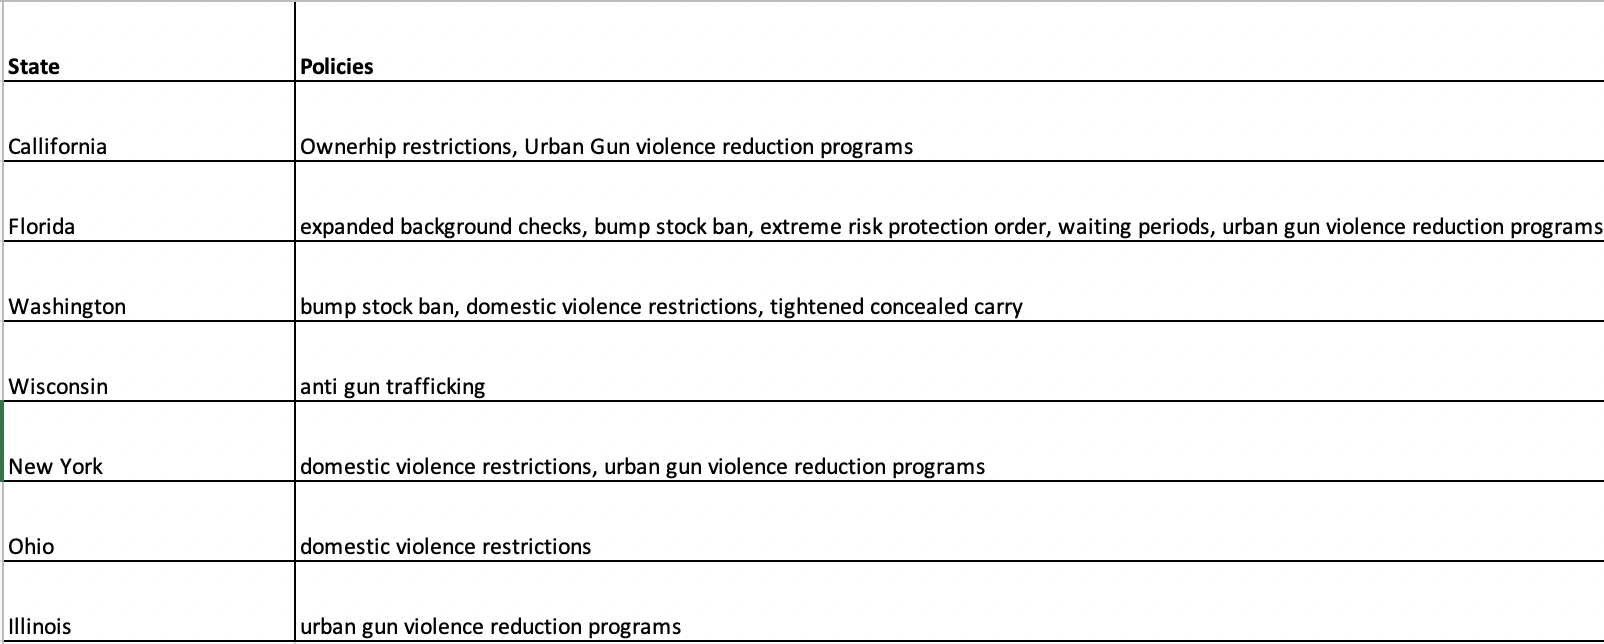 State Policies
Callifornia Ownerhip restrictions, Urban Gun violence reduction programs
Florida expanded background checks, bump stock ban, extreme risk protection order, waiting periods, urban gun violence reduction programs
Washington bump stock ban, domestic violence restrictions, tightened concealed carry
Wisconsin anti gun trafficking
New York domestic violence restrictions, urban gun violence reduction programs
Ohio domestic violence restrictions
Illinois urban gun violence reduction programs